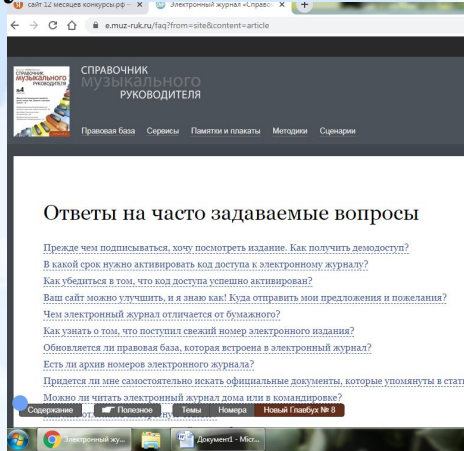 сайт 12 месяцев конкурсы.рф –
Электронный журнал «Справо
e.muz-ruk.ru/faq?from=site&content=article
СПРАВОЧНИК
МУЗЫКАЛЬНОГО
РУКОВОДИТЕЛЯ
СПРАВОЧНИК
МУЗЫКАЛЬНОГО
РУКОВОДИТЕЛЯ
№4
Правовая база Сервисы Памятки и плакаты Методики Сценарии
Ответы на часто задаваемые вопросы
Прежде чем подписываться, хочу посмотреть издание. Как получить демодоступ?
В какой срок нужно активировать код доступа к электронному журналу?
Как убедиться в том, что код доступа успешно активирован?
Ваш сайт можно улучшить, и я знаю как! Куда отправить мои предложения и пожелания?
Чем электронный журнал отличается от бумажного?
Как узнать о том, что поступил свежий номер электронного издания?
Обновляется ли правовая база, которая встроена в электронный журнал?
Есть ли архив номеров электронного журнала?
Придется ли мне самостоятельно искать официальные документы, которые упомянуты в стат
Можно ли читать электронный журнал дома или в командировке?
Содержание Полезное Темы Номера Новый Главбух № 8
Электронный жу... Документ1 - Micr...